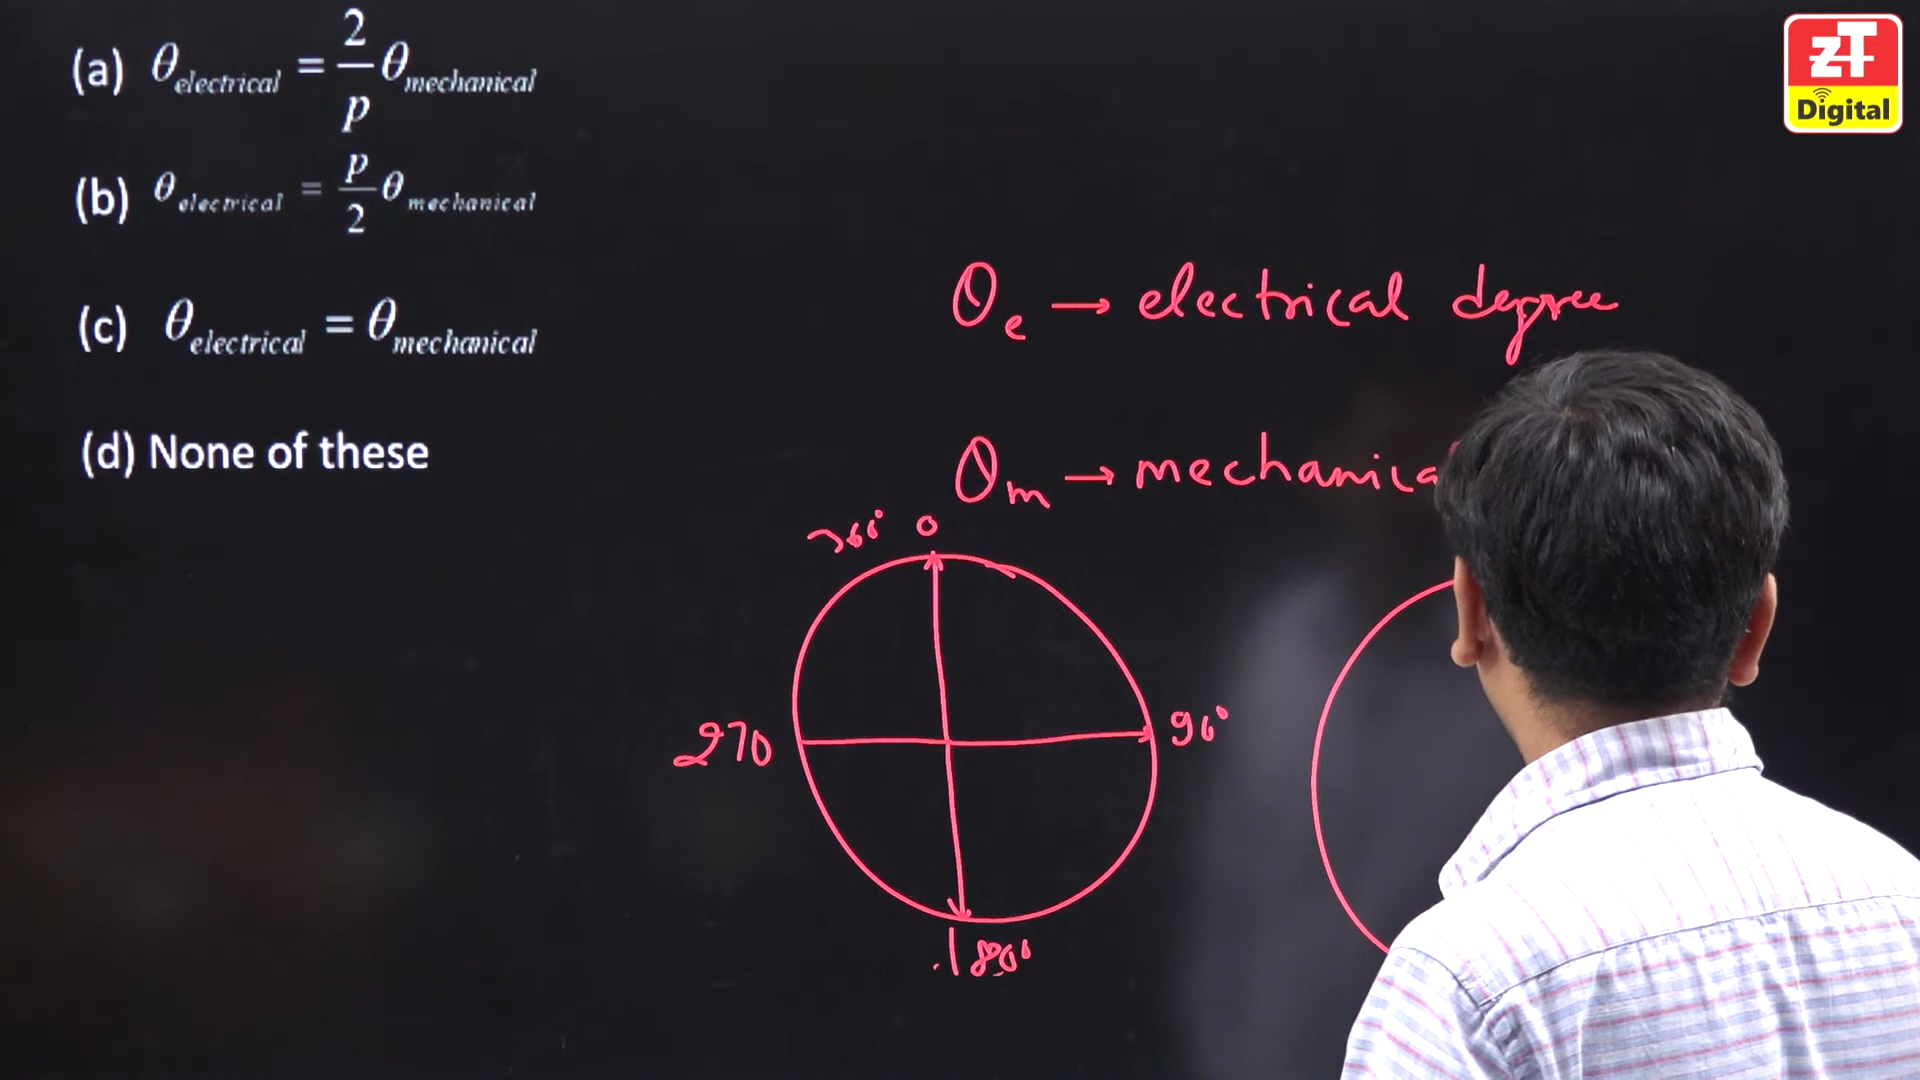 (a) θelectrical = 2/p θmechanical
(b) θelectrical = p/2 θmechanical
(c) θelectrical = θmechanical
(d) None of these
zT
Digital
θe → electrical degree
θm → mechanica
360° 0
270
90°
180°